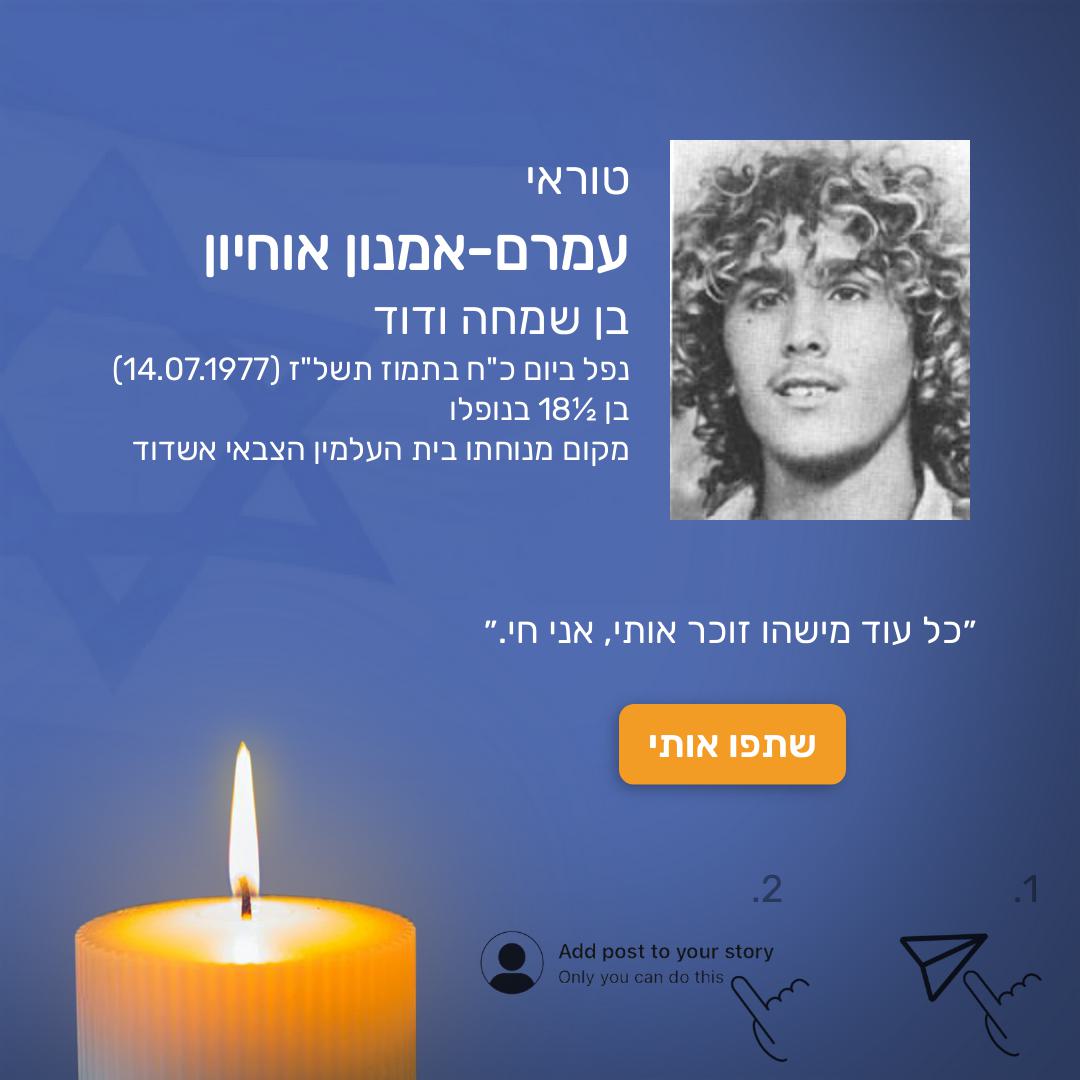 טוראי
עמרם-אמנון אוחיון
בן שמחה ודוד
נפל ביום כ"ח בתמוז תשל"ז (14.07.1977)
בן 18½ בנופלו
מקום מנוחתו בית העלמין הצבאי אשדוד
״כל עוד מישהו זוכר אותי, אני חי.״
שתפו אותי
.1
.2
Add post to your story
Only you can do this